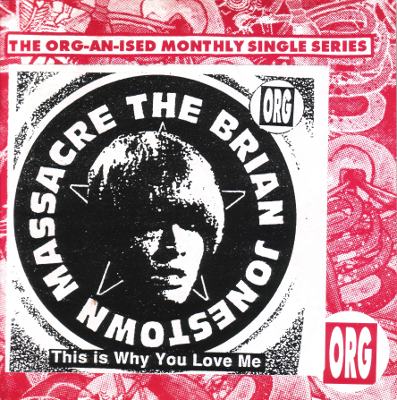 THE ORG-AN-ISED MONTHLY SINGLE SERIES
ORG
THE BRIAN JONESTOWN MASSACRE
This is Why You Love Me
ORG